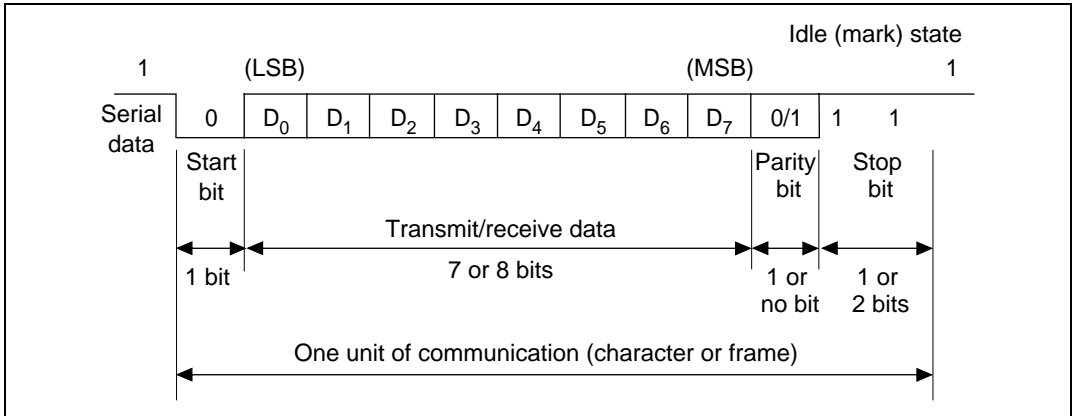 Idle (mark) state
1 (LSB) (MSB) 1
Serial data
0 D0 D1 D2 D3 D4 D5 D6 D7 0/1 1 1
Start bit
Parity bit
Stop bit
Transmit/receive data
1 bit
7 or 8 bits
1 or no bit
1 or 2 bits
One unit of communication (character or frame)